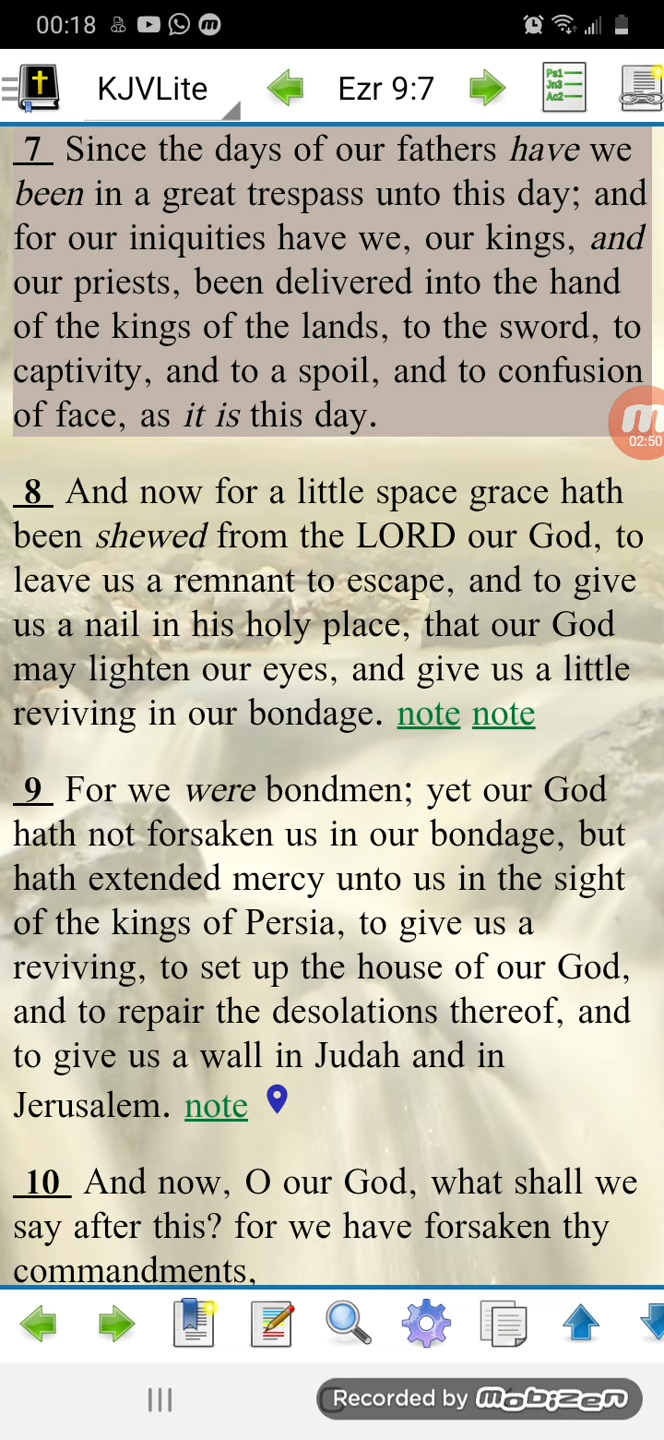 00:18
KJVLite
Ezr 9:7
Ps1
Jn3
Ac2
7 Since the days of our fathers have we
been in a great trespass unto this day; and
for our iniquities have we, our kings, and
our priests, been delivered into the hand
of the kings of the lands, to the sword, to
captivity, and to a spoil, and to confusion
of face, as it is this day.
02:50
8 And now for a little space grace hath
been shewed from the LORD our God, to
leave us a remnant to escape, and to give
us a nail in his holy place, that our God
may lighten our eyes, and give us a little
reviving in our bondage. note note
9 For we were bondmen; yet our God
hath not forsaken us in our bondage, but
hath extended mercy unto us in the sight
of the kings of Persia, to give us a
reviving, to set up the house of our God,
and to repair the desolations thereof, and
to give us a wall in Judah and in
Jerusalem. note
10 And now, O our God, what shall we
say after this? for we have forsaken thy
commandments,
Recorded by mobizen